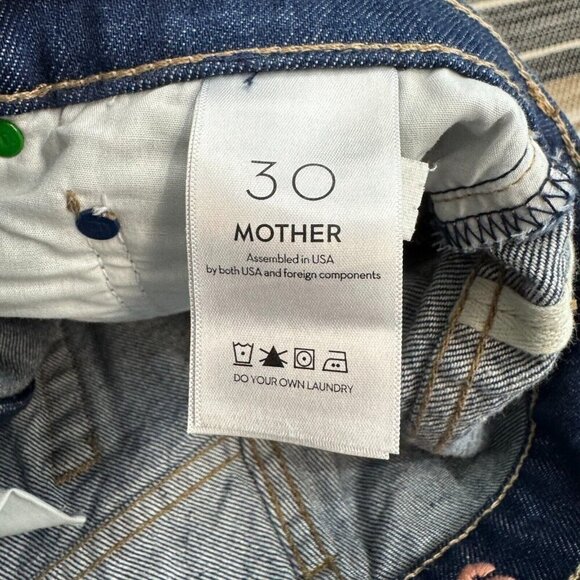 30
MOTHER
Assembled in USA
by both USA and foreign components
DO YOUR OWN LAUNDRY